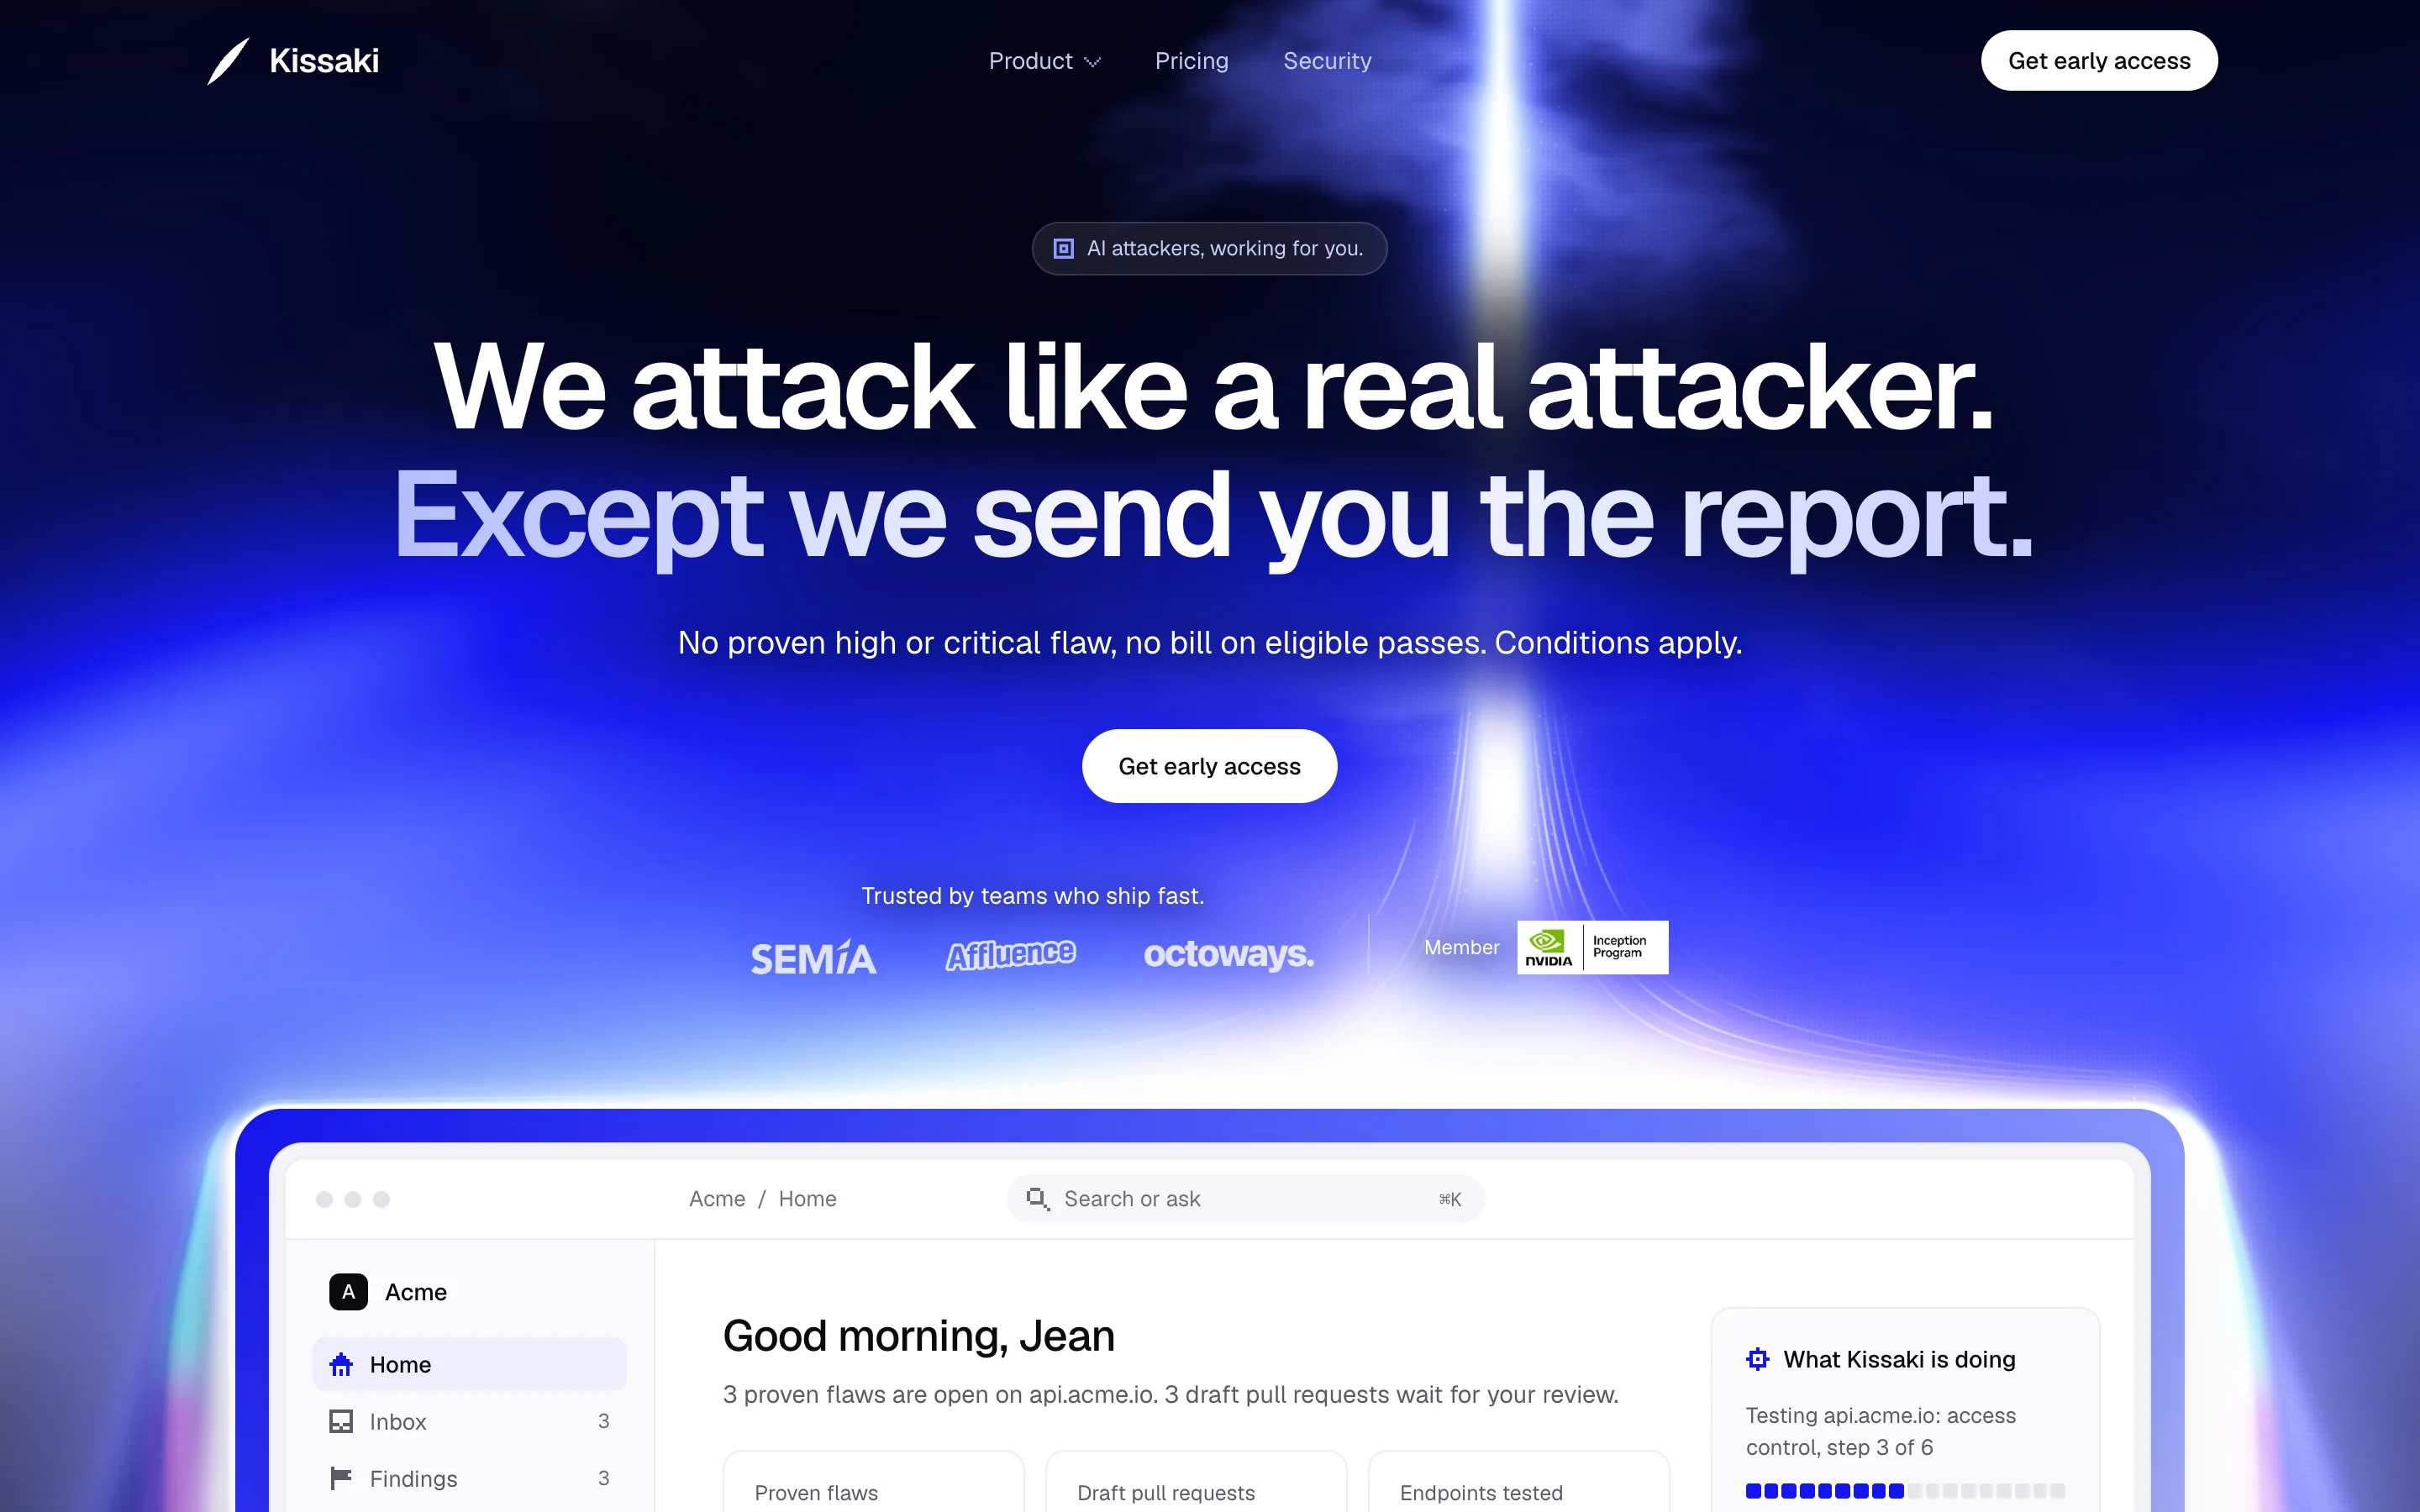 Kissaki
Product
Pricing
Security
Get early access
AI attackers, working for you.
We attack like a real attacker.
Except we send you the report.
No proven high or critical flaw, no bill on eligible passes. Conditions apply.
Get early access
Trusted by teams who ship fast.
SEMiA
Affluence
octoways.
Member
NVIDIA
Inception
Program
Acme / Home
Search or ask
⌘K
A
Acme
Home
Inbox 3
Findings 3
Good morning, Jean
3 proven flaws are open on api.acme.io. 3 draft pull requests wait for your review.
Proven flaws
Draft pull requests
Endpoints tested
What Kissaki is doing
Testing api.acme.io: access
control, step 3 of 6